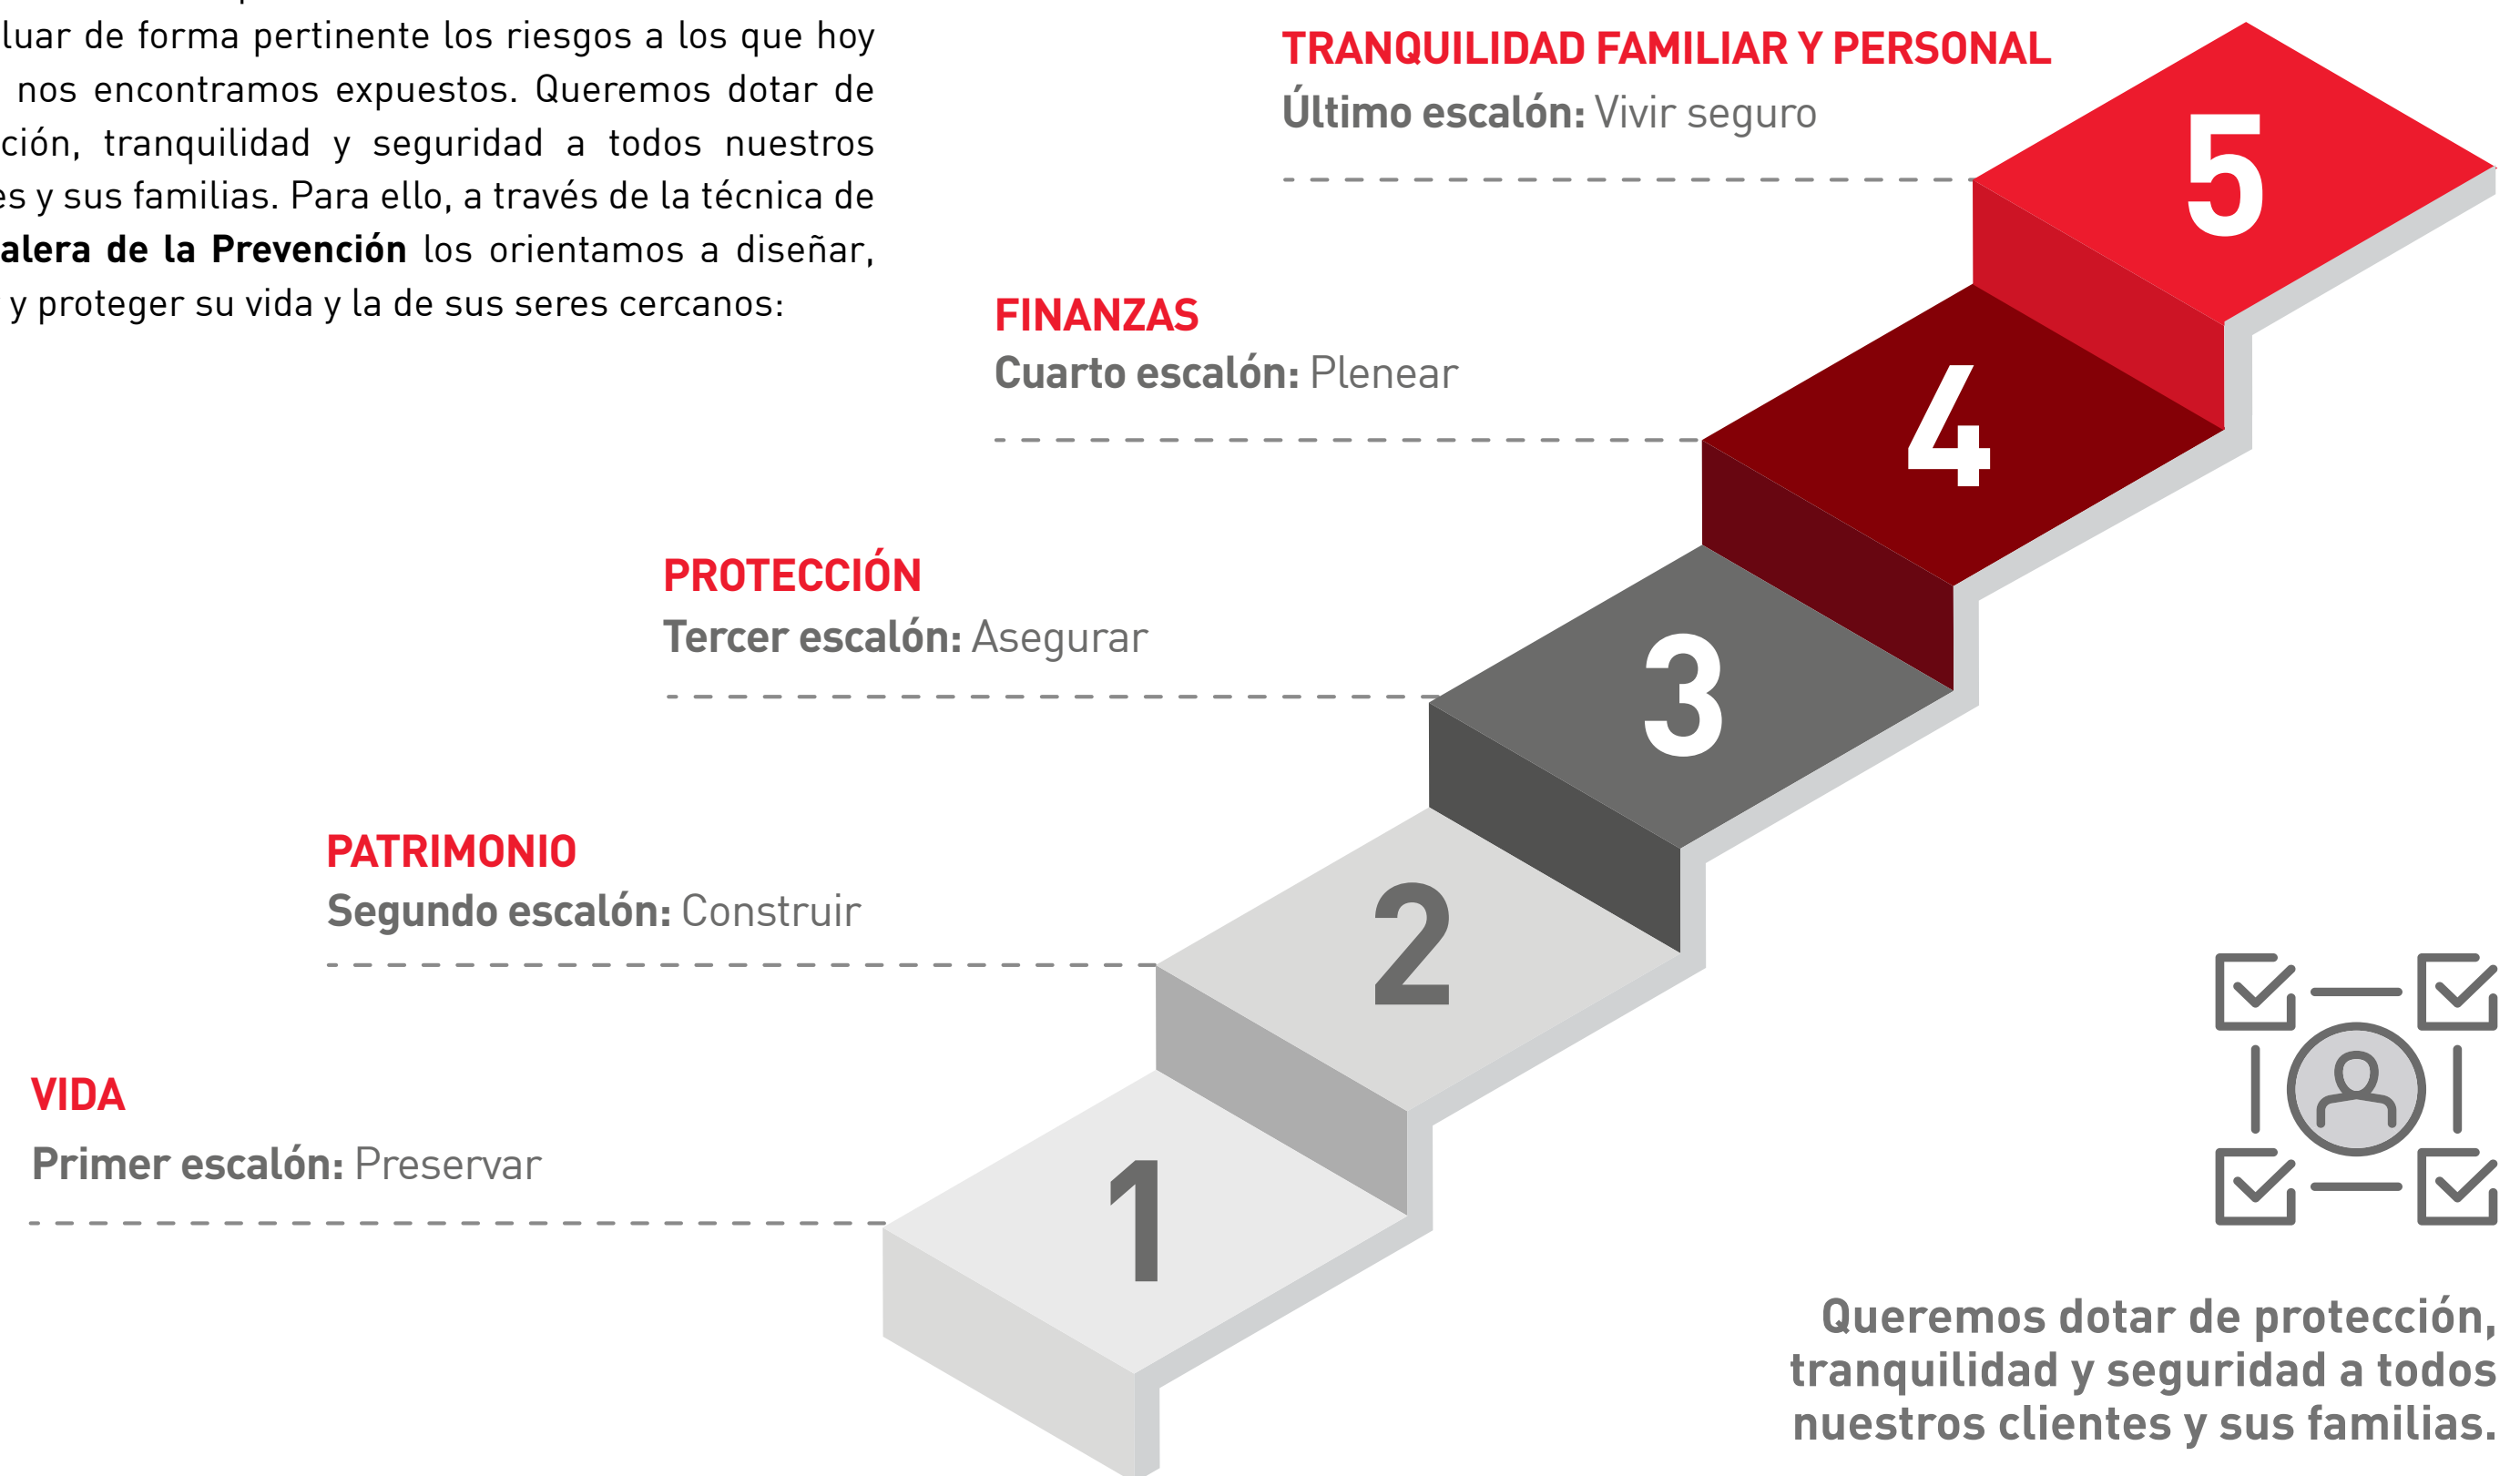 luar de forma pertinente los riesgos a los que hoy
nos encontramos expuestos. Queremos dotar de
ción, tranquilidad y seguridad a todos nuestros
es y sus familias. Para ello, a través de la técnica de
alera de la Prevención los orientamos a diseñar,
y proteger su vida y la de sus seres cercanos:
TRANQUILIDAD FAMILIAR Y PERSONAL
Último escalón: Vivir seguro
5
FINANZAS
Cuarto escalón: Plenear
4
PROTECCIÓN
Tercer escalón: Asegurar
3
PATRIMONIO
Segundo escalón: Construir
2
VIDA
Primer escalón: Preservar
1
Queremos dotar de protección,
tranquilidad y seguridad a todos
nuestros clientes y sus familias.